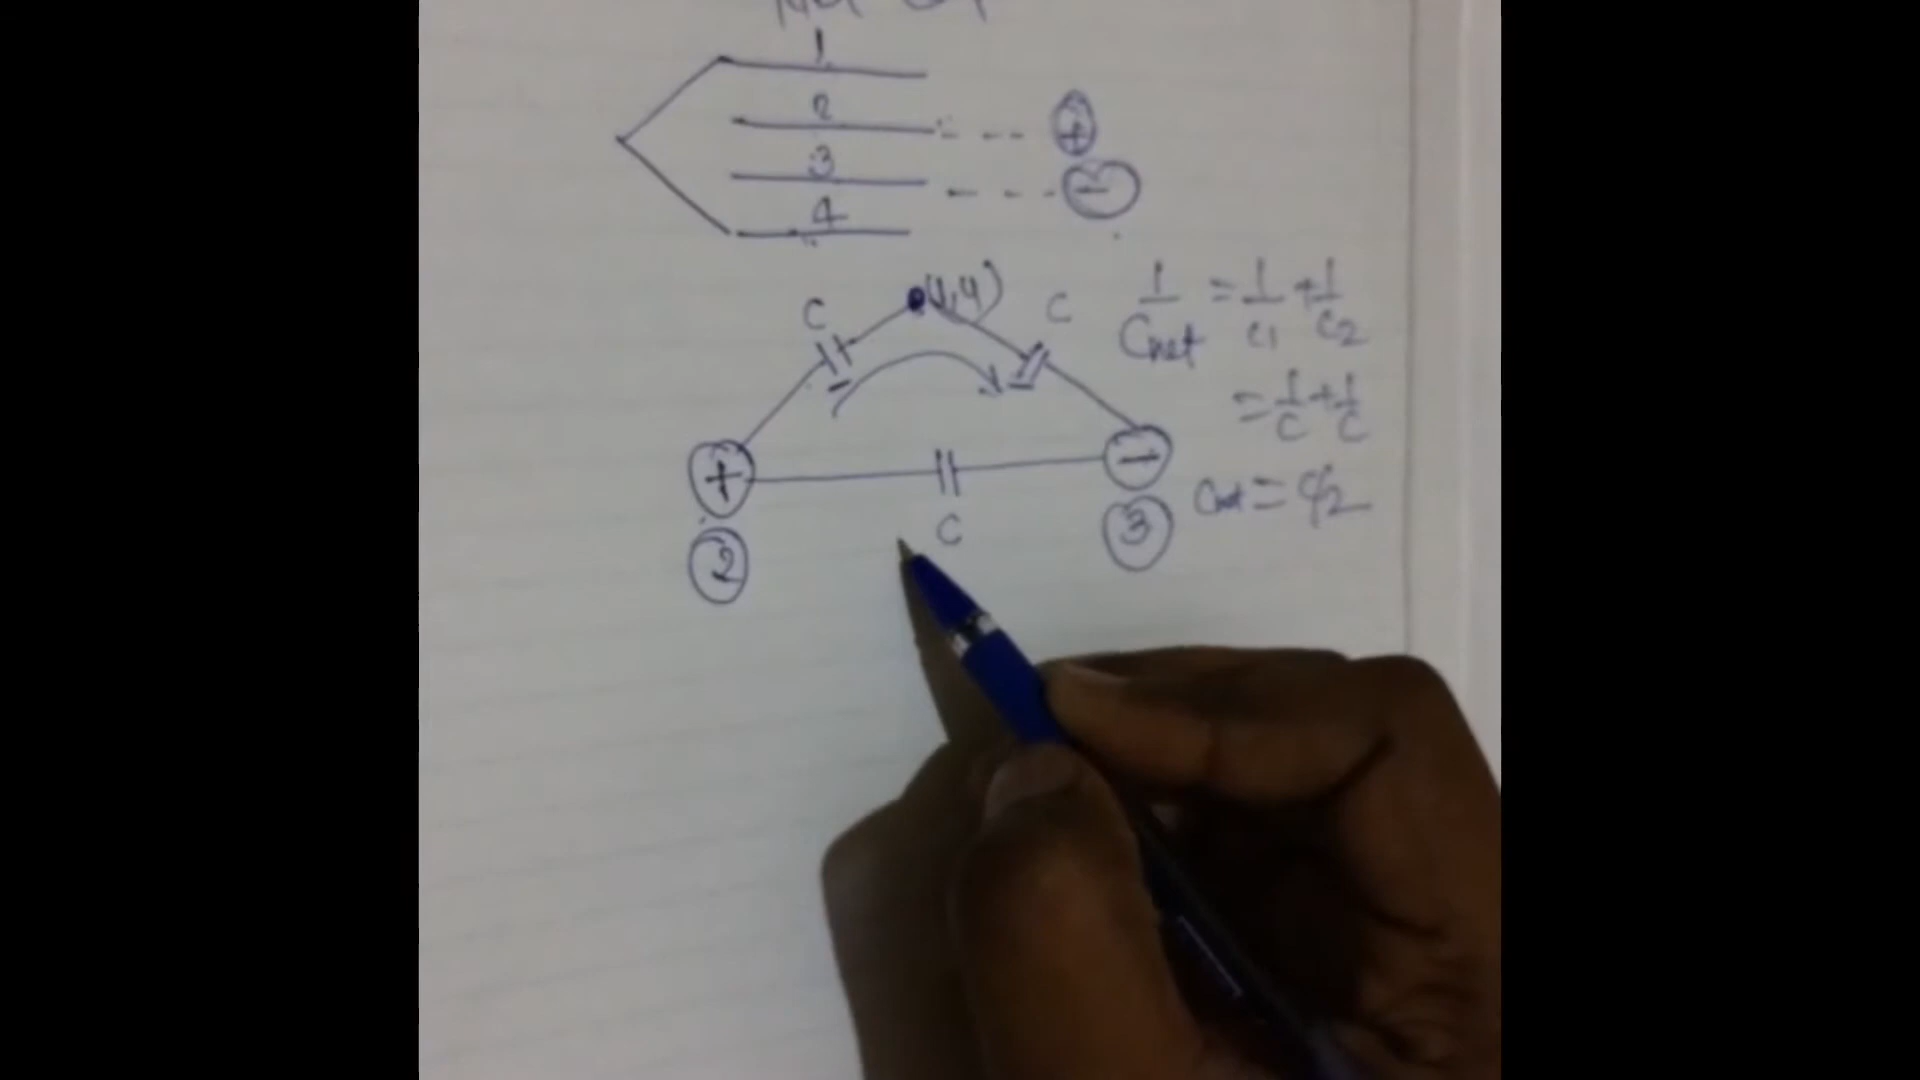 1
2 --- +
3 --- −
4
C (1,4) C
1/Cnet = 1/C1 + 1/C2
= 1/C + 1/C
+ −
Cnet = C/2
C
2 3